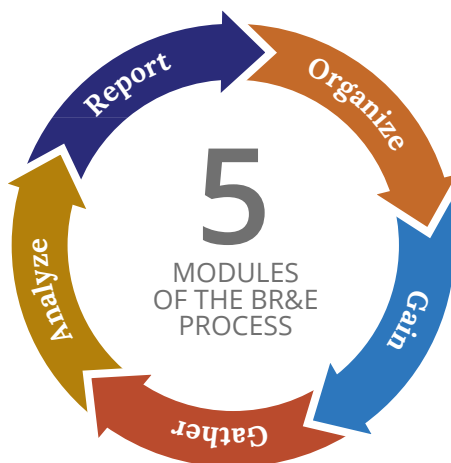 5
MODULES
OF THE BR&E
PROCESS
Organize
Gain
Gather
Analyze
Report